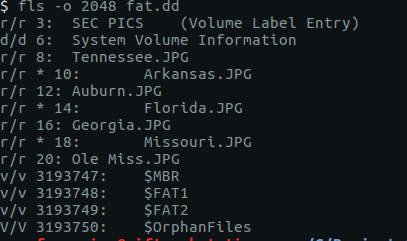 $ fls -o 2048 fat.dd
r/r 3: SEC PICS (Volume Label Entry)
d/d 6: System Volume Information
r/r 8: Tennessee.JPG
r/r * 10: Arkansas.JPG
r/r 12: Auburn.JPG
r/r * 14: Florida.JPG
r/r 16: Georgia.JPG
r/r * 18: Missouri.JPG
r/r 20: Ole Miss.JPG
v/v 3193747: $MBR
v/v 3193748: $FAT1
v/v 3193749: $FAT2
V/V 3193750: $OrphanFiles